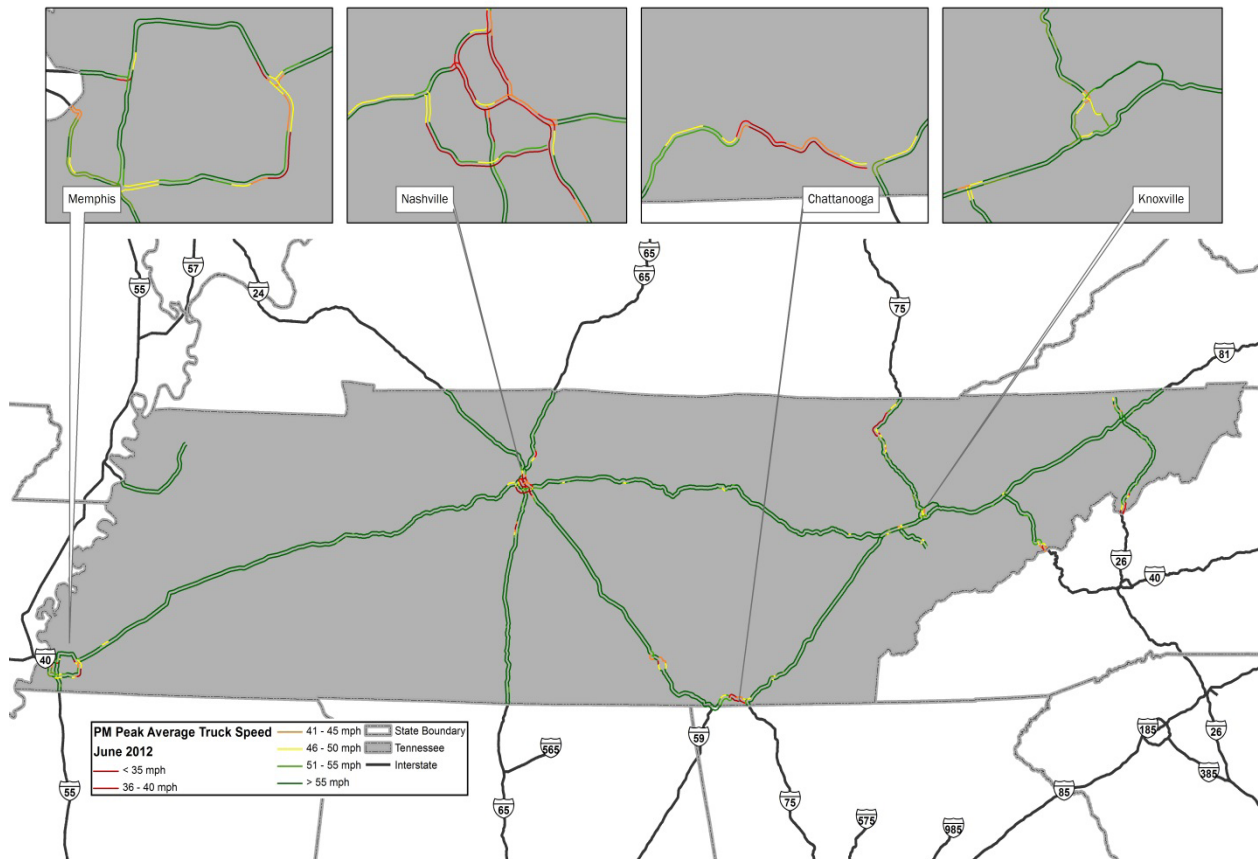 Memphis
Nashville
Chattanooga
Knoxville
65
57
65
55
24
75
81
40
26
40
59
185
26
565
385
55
65
75
85
575
985
PM Peak Average Truck Speed
June 2012
< 35 mph
36 - 40 mph
41 - 45 mph
46 - 50 mph
51 - 55 mph
> 55 mph
State Boundary
Tennessee
Interstate